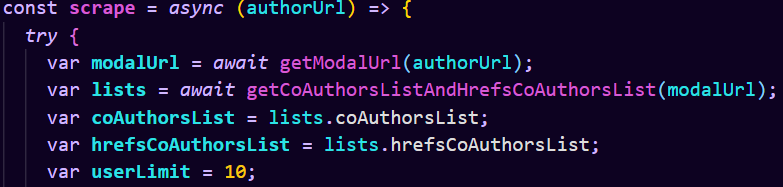 const scrape = async (authorUrl) => {
try {
var modalUrl = await getModalUrl(authorUrl);
var lists = await getCoAuthorsListAndHrefsCoAuthorsList(modalUrl);
var coAuthorsList = lists.coAuthorsList;
var hrefsCoAuthorsList = lists.hrefsCoAuthorsList;
var userLimit = 10;